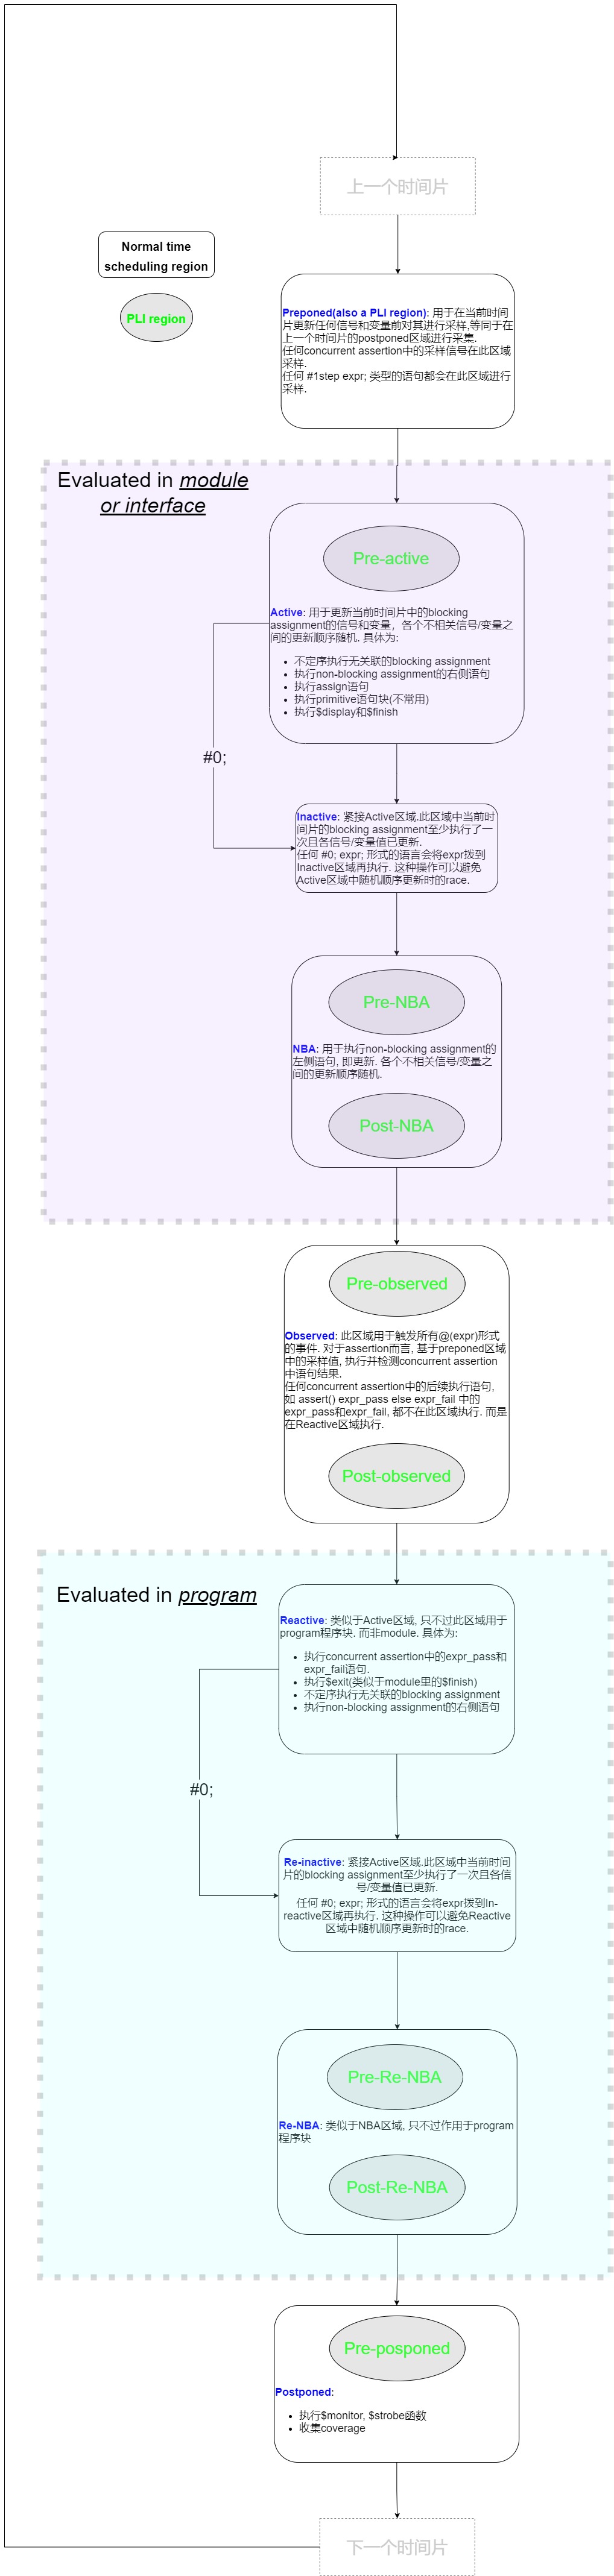 上一个时间片
Normal time
scheduling region
PLI region
Preponed(also a PLI region): 用于在当前时间
片更新任何信号和变量前对其进行采样,等同于在
上一个时间片的postponed区域进行采集.
任何concurrent assertion中的采样信号在此区域
采样.
任何 #1step expr; 类型的语句都会在此区域进行
采样.
Evaluated in module
or interface
Pre-active
Active: 用于更新当前时间片中的blocking
assignment的信号和变量，各个不相关信号/变量之
间的更新顺序随机. 具体为:
• 不定序执行无关联的blocking assignment
• 执行non-blocking assignment的右侧语句
• 执行assign语句
• 执行primitive语句块(不常用)
• 执行$display和$finish
#0;
Inactive: 紧接Active区域.此区域中当前时
间片的blocking assignment至少执行了一
次且各信号/变量值已更新.
任何 #0; expr; 形式的语言会将expr拨到
Inactive区域再执行. 这种操作可以避免
Active区域中随机顺序更新时的race.
Pre-NBA
NBA: 用于执行non-blocking assignment的
左侧语句, 即更新. 各个不相关信号/变量之
间的更新顺序随机.
Post-NBA
Pre-observed
Observed: 此区域用于触发所有@(expr)形式
的事件. 对于assertion而言, 基于preponed区域
中的采样值, 执行并检测concurrent assertion
中语句结果.
任何concurrent assertion中的后续执行语句,
如 assert() expr_pass else expr_fail 中的
expr_pass和expr_fail, 都不在此区域执行. 而是
在Reactive区域执行.
Post-observed
Evaluated in program
Reactive: 类似于Active区域, 只不过此区域用于
program程序块. 而非module. 具体为:
• 执行concurrent assertion中的expr_pass和
expr_fail语句.
• 执行$exit(类似于module里的$finish)
• 不定序执行无关联的blocking assignment
• 执行non-blocking assignment的右侧语句
#0;
Re-inactive: 紧接Active区域.此区域中当前时间
片的blocking assignment至少执行了一次且各信
号/变量值已更新.
任何 #0; expr; 形式的语言会将expr拨到In-
reactive区域再执行. 这种操作可以避免Reactive
区域中随机顺序更新时的race.
Pre-Re-NBA
Re-NBA: 类似于NBA区域, 只不过作用于program
程序块
Post-Re-NBA
Pre-posponed
Postponed:
• 执行$monitor, $strobe函数
• 收集coverage
下一个时间片